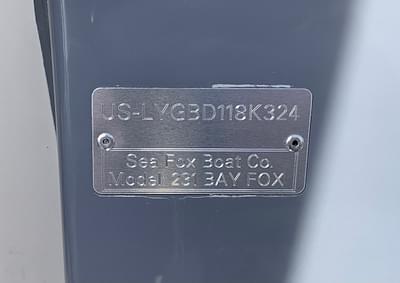 US-LYGBD118K324
Sea Fox Boat Co.
Model 231 BAY FOX